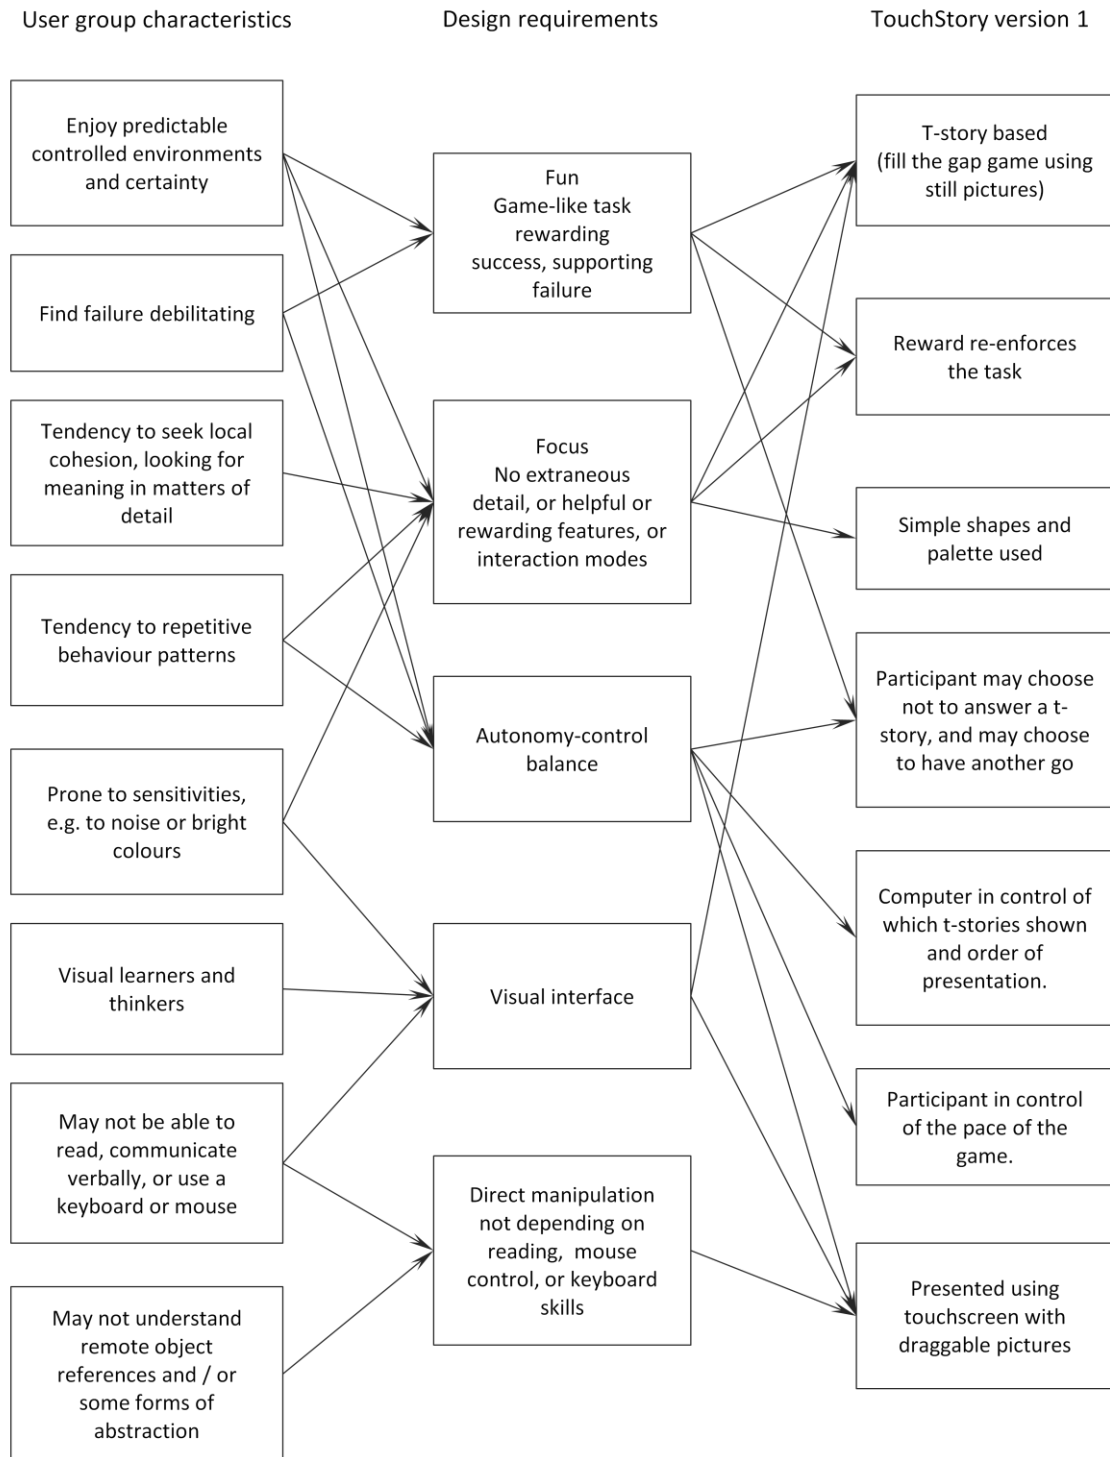 User group characteristics
Design requirements
TouchStory version 1
Enjoy predictable
controlled environments
and certainty
Find failure debilitating
Tendency to seek local
cohesion, looking for
meaning in matters of
detail
Tendency to repetitive
behaviour patterns
Prone to sensitivities,
e.g. to noise or bright
colours
Visual learners and
thinkers
May not be able to
read, communicate
verbally, or use a
keyboard or mouse
May not understand
remote object
references and / or
some forms of
abstraction
Fun
Game-like task
rewarding
success, supporting
failure
Focus
No extraneous
detail, or helpful or
rewarding features, or
interaction modes
Autonomy-control
balance
Visual interface
Direct manipulation
not depending on
reading, mouse
control, or keyboard
skills
T-story based
(fill the gap game using
still pictures)
Reward re-enforces
the task
Simple shapes and
palette used
Participant may choose
not to answer a t-
story, and may choose
to have another go
Computer in control of
which t-stories shown
and order of
presentation.
Participant in control
of the pace of the
game.
Presented using
touchscreen with
draggable pictures